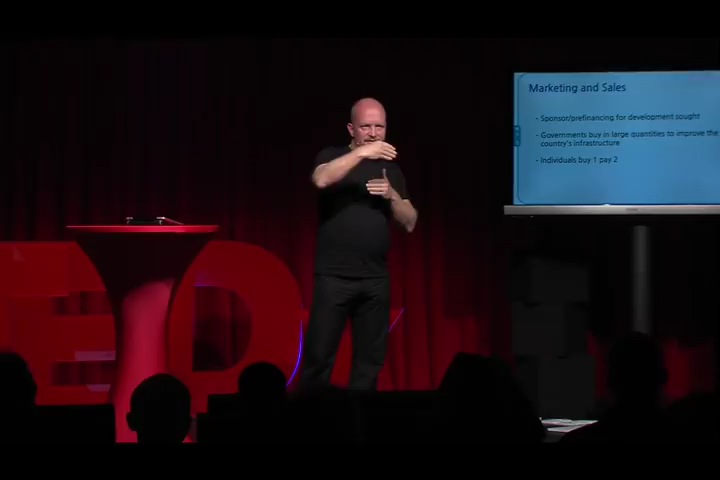 Marketing and Sales
- Sponsor/prefinancing for development sought
- Governments buy in large quantities to improve the
country's infrastructure
- Individuals buy 1 pay 2
EDx